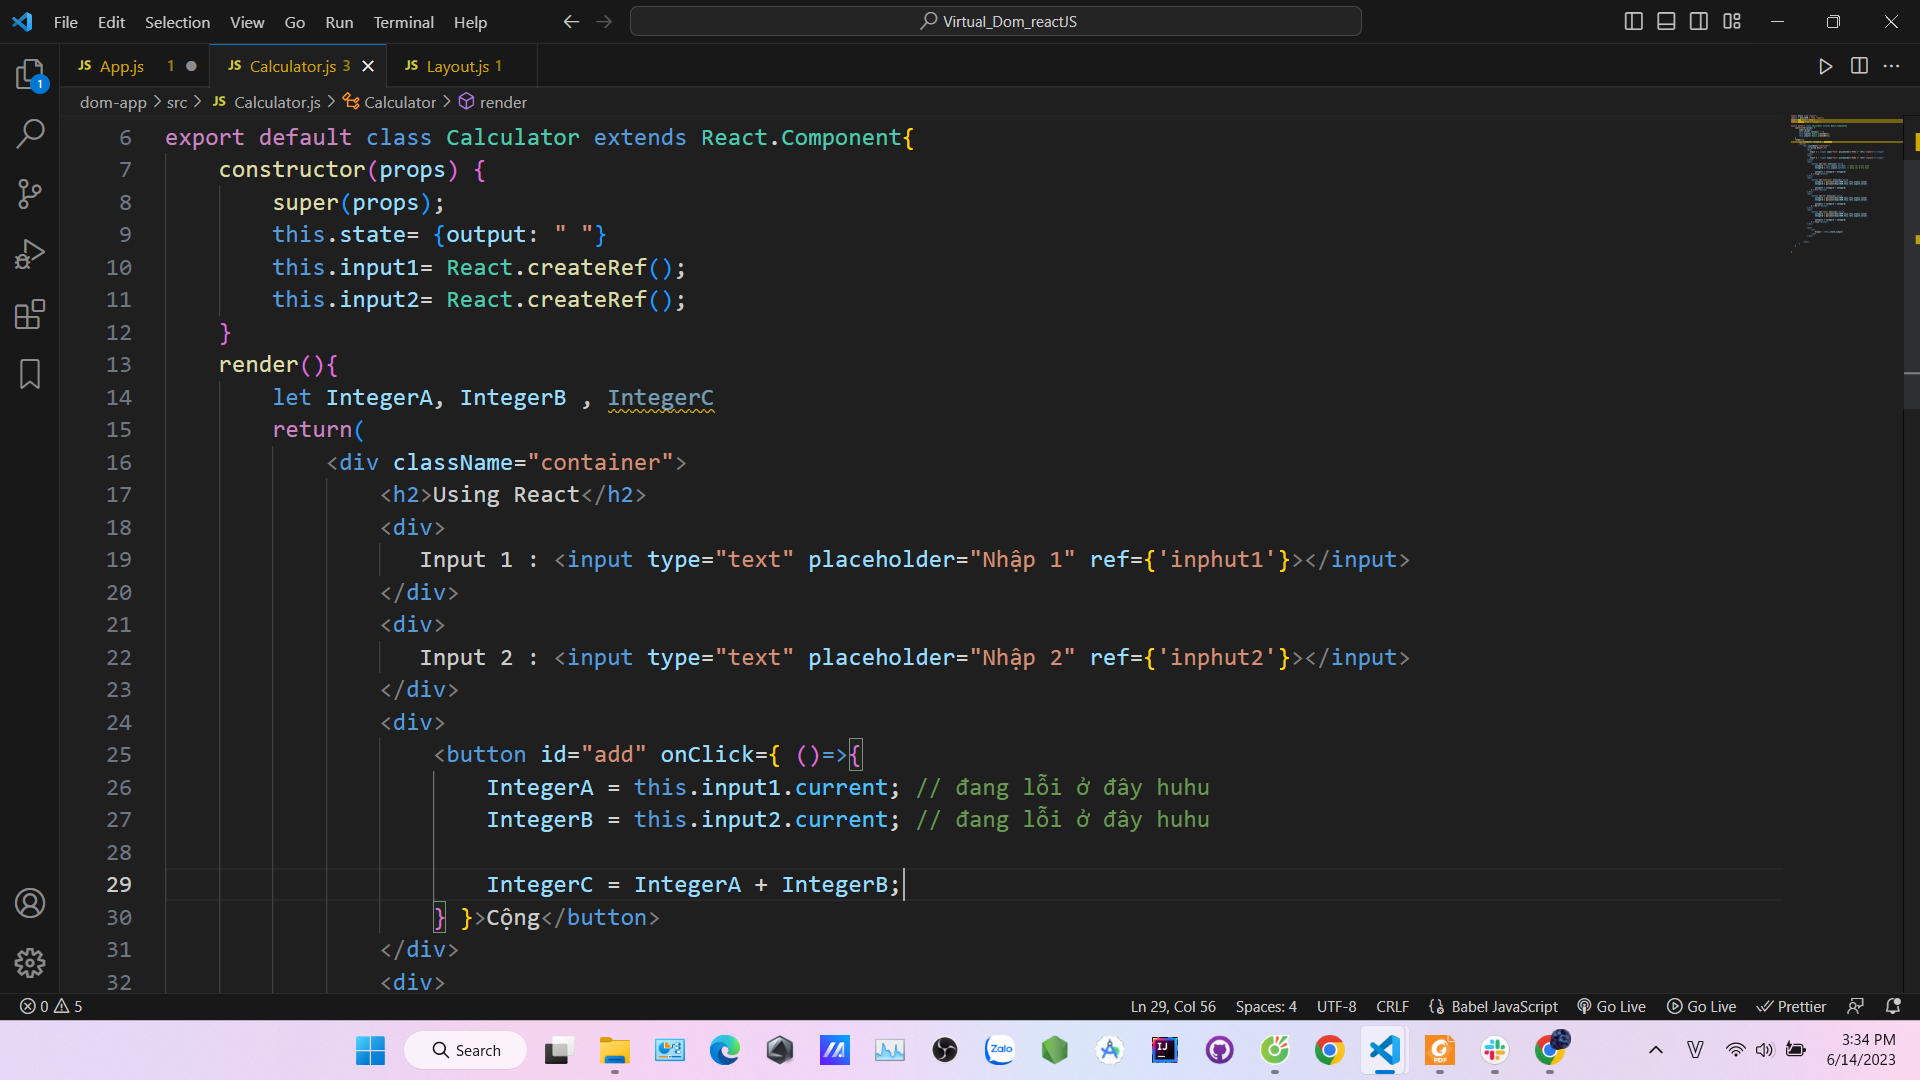 File Edit Selection View Go Run Terminal Help
Virtual_Dom_reactJS
JS App.js 1
JS Calculator.js 3
JS Layout.js 1
1
dom-app > src > JS Calculator.js > Calculator > render
6 export default class Calculator extends React.Component{
7 constructor(props) {
8 super(props);
9 this.state= {output: " "}
10 this.input1= React.createRef();
11 this.input2= React.createRef();
12 }
13 render(){
14 let IntegerA, IntegerB , IntegerC
15 return(
16 <div className="container">
17 <h2>Using React</h2>
18 <div>
19 Input 1 : <input type="text" placeholder="Nhập 1" ref={'inphut1'}></input>
20 </div>
21 <div>
22 Input 2 : <input type="text" placeholder="Nhập 2" ref={'inphut2'}></input>
23 </div>
24 <div>
25 <button id="add" onClick={ ()=>{
26 IntegerA = this.input1.current; // đang lỗi ở đây huhu
27 IntegerB = this.input2.current; // đang lỗi ở đây huhu
28
29 IntegerC = IntegerA + IntegerB;
30 } }>Cộng</button>
31 </div>
32 <div>
0 5 Ln 29, Col 56 Spaces: 4 UTF-8 CRLF {} Babel JavaScript Go Live Go Live Prettier
Search
Zalo
IJ
PDF
V
3:34 PM
6/14/2023